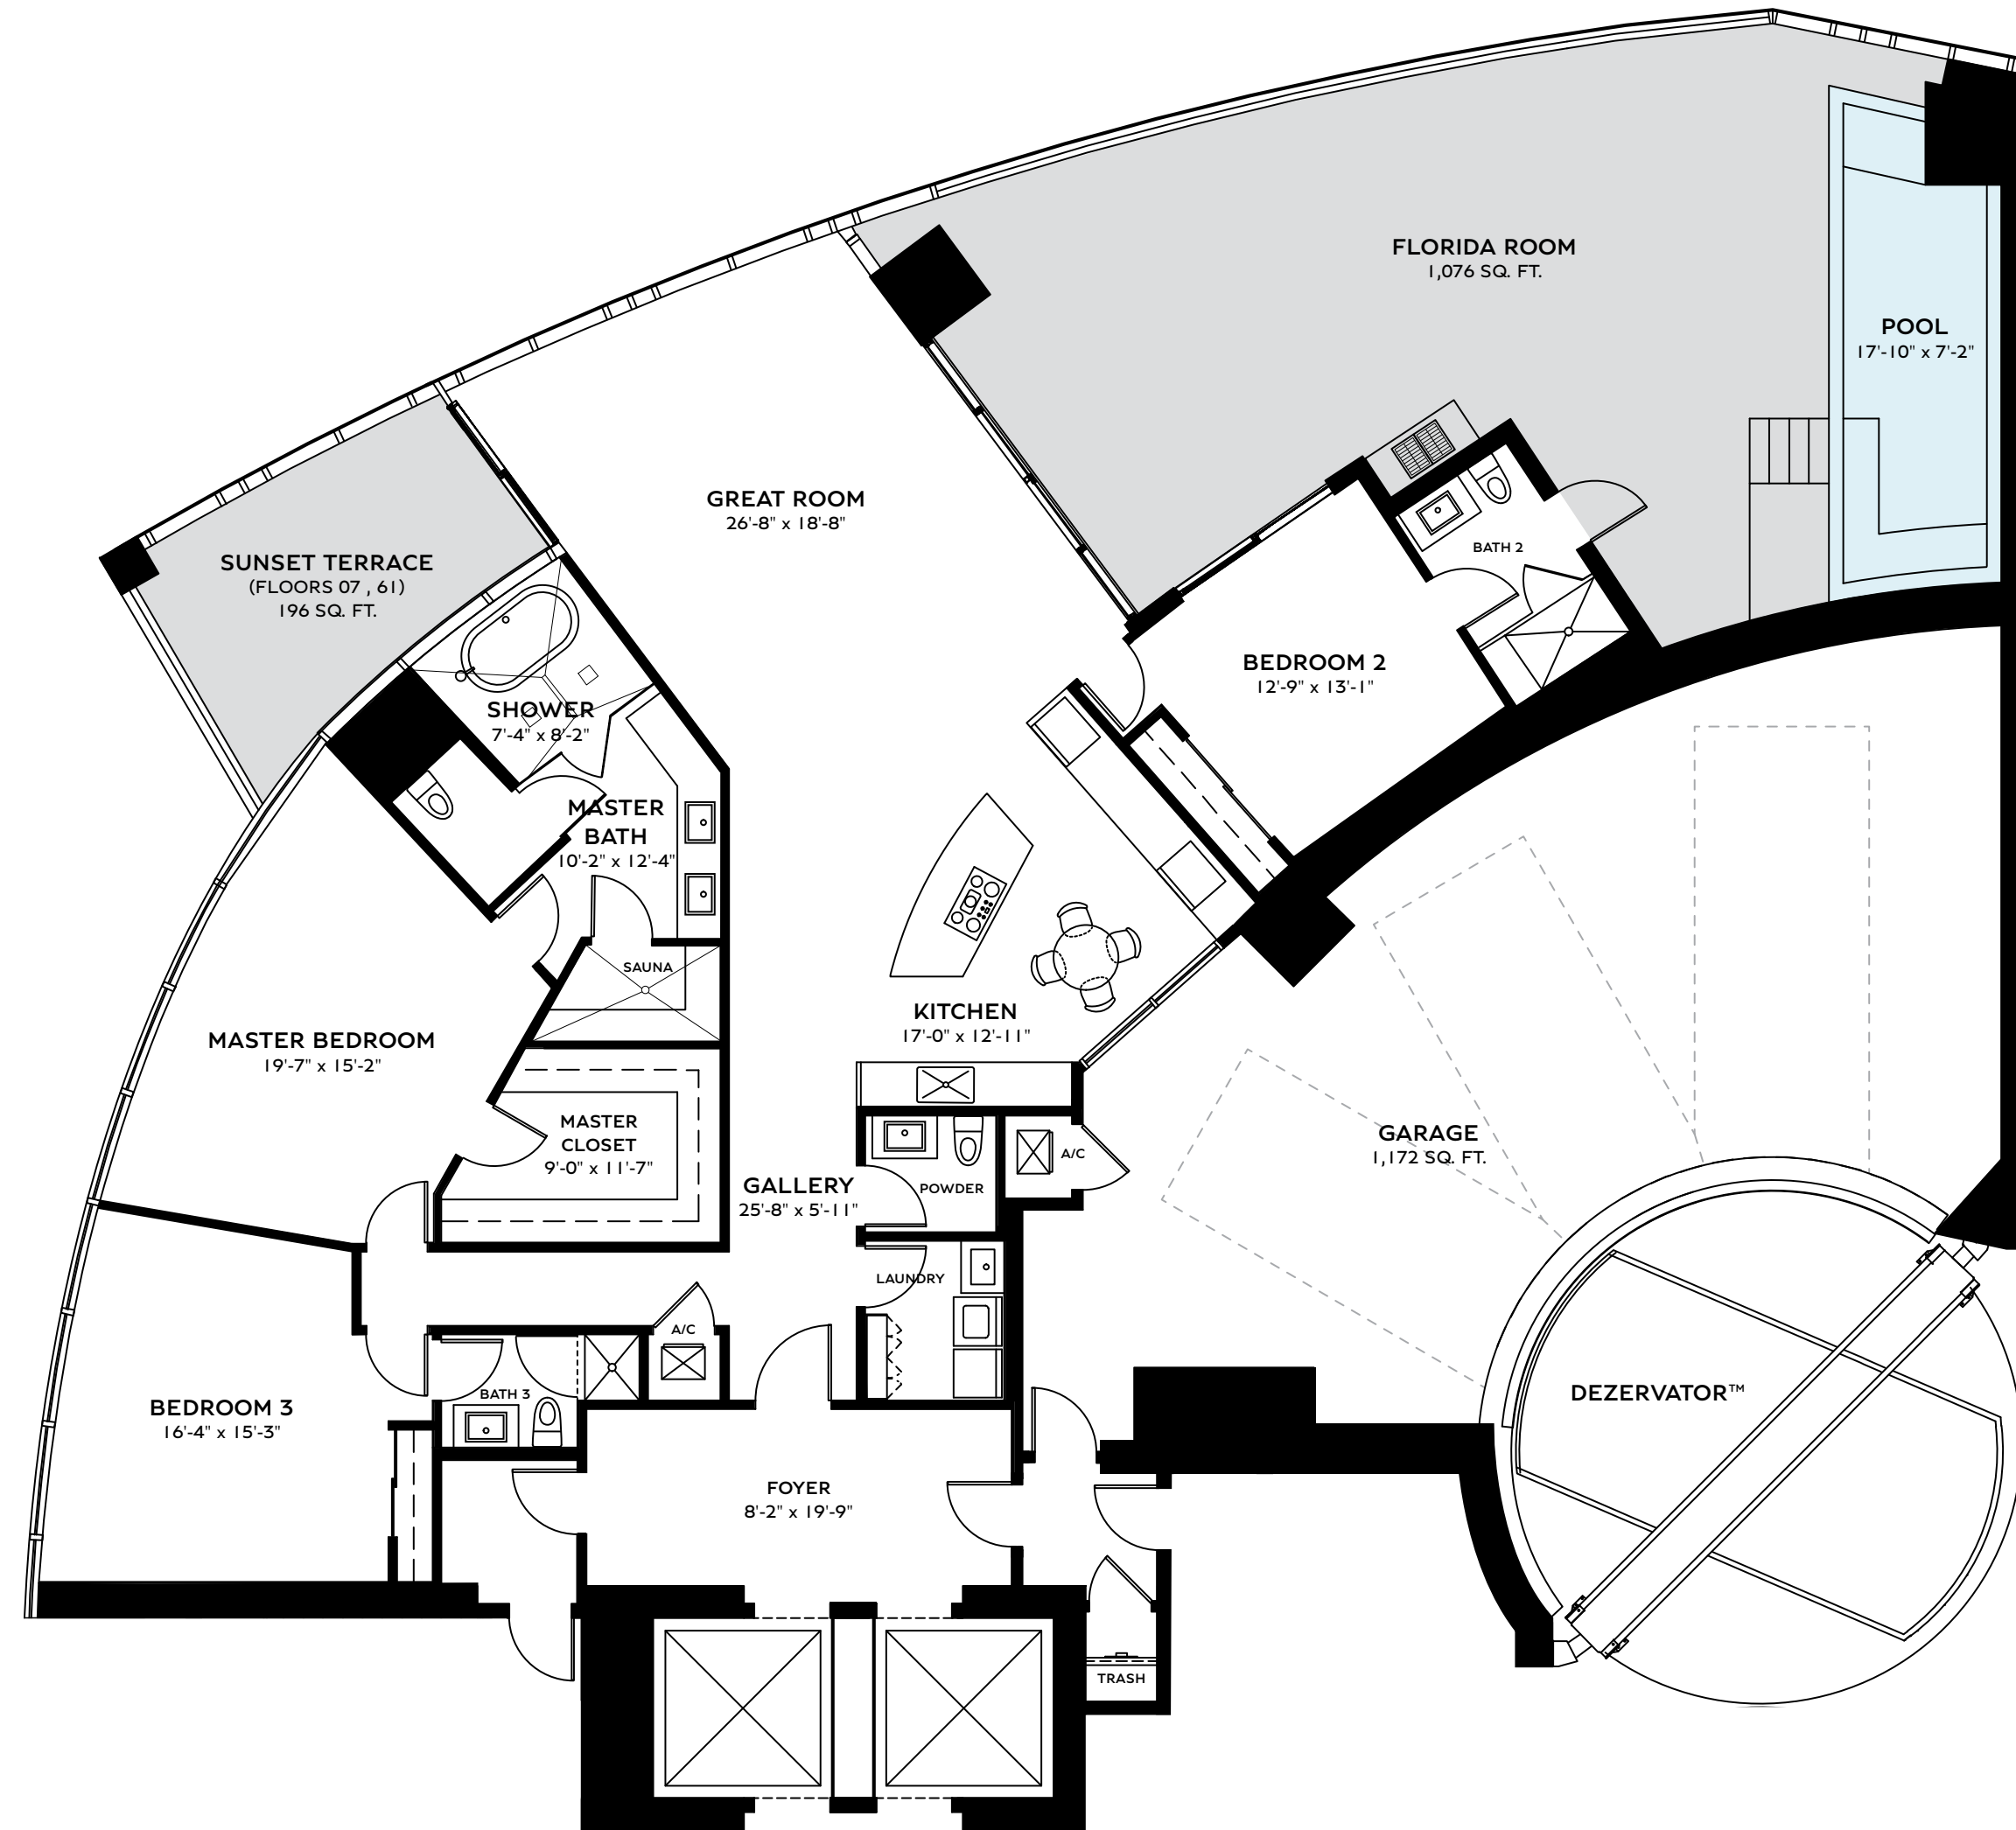 FLORIDA ROOM
1,076 SQ. FT.
POOL
17'-10" x 7'-2"
GREAT ROOM
26'-8" x 18'-8"
SUNSET TERRACE
(FLOORS 07 , 61)
196 SQ. FT.
BATH 2
BEDROOM 2
12'-9" x 13'-1"
SHOWER
7'-4" x 8'-2"
MASTER
BATH
10'-2" x 12'-4"
SAUNA
KITCHEN
17'-0" x 12'-11"
MASTER BEDROOM
19'-7" x 15'-2"
MASTER
CLOSET
9'-0" x 11'-7"
GALLERY
25'-8" x 5'-11"
POWDER
A/C
GARAGE
1,172 SQ. FT.
LAUNDRY
A/C
BATH 3
BEDROOM 3
16'-4" x 15'-3"
DEZERVATOR™
FOYER
8'-2" x 19'-9"
TRASH